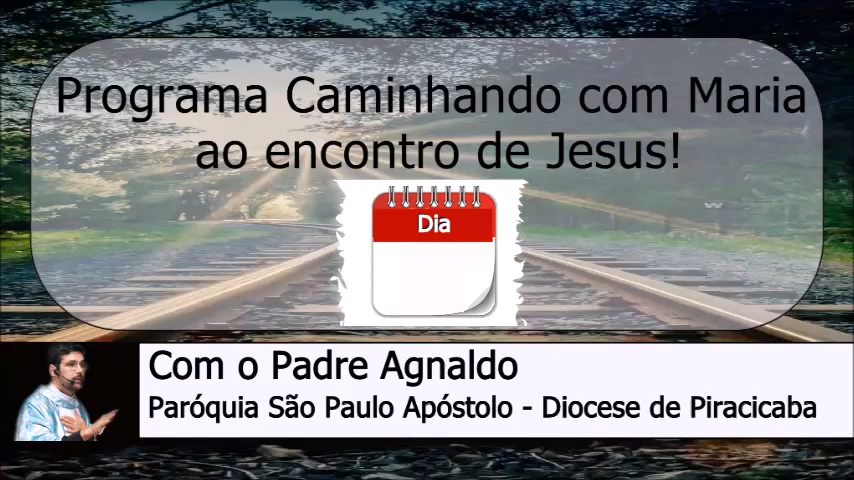 Programa Caminhando com Maria
ao encontro de Jesus!
Dia
Com o Padre Agnaldo
Paróquia São Paulo Apóstolo - Diocese de Piracicaba